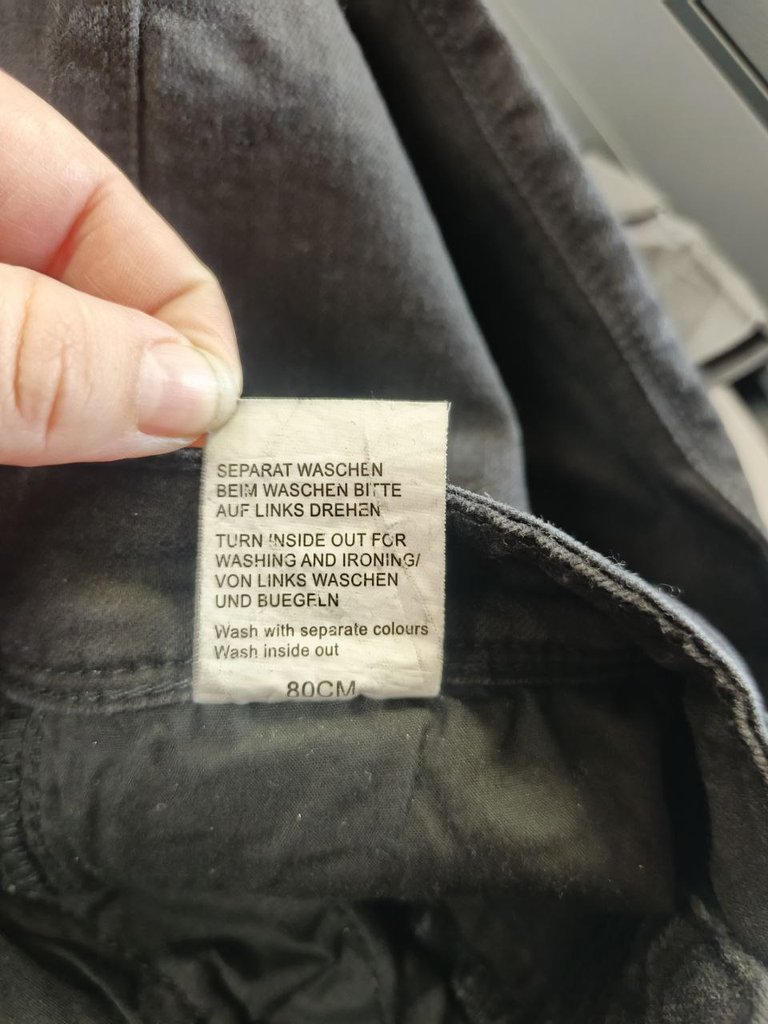 SEPARAT WASCHEN
BEIM WASCHEN BITTE
AUF LINKS DREHEN
TURN INSIDE OUT FOR
WASHING AND IRONING/
VON LINKS WASCHEN
UND BUEGELN
Wash with separate colours
Wash inside out
80CM